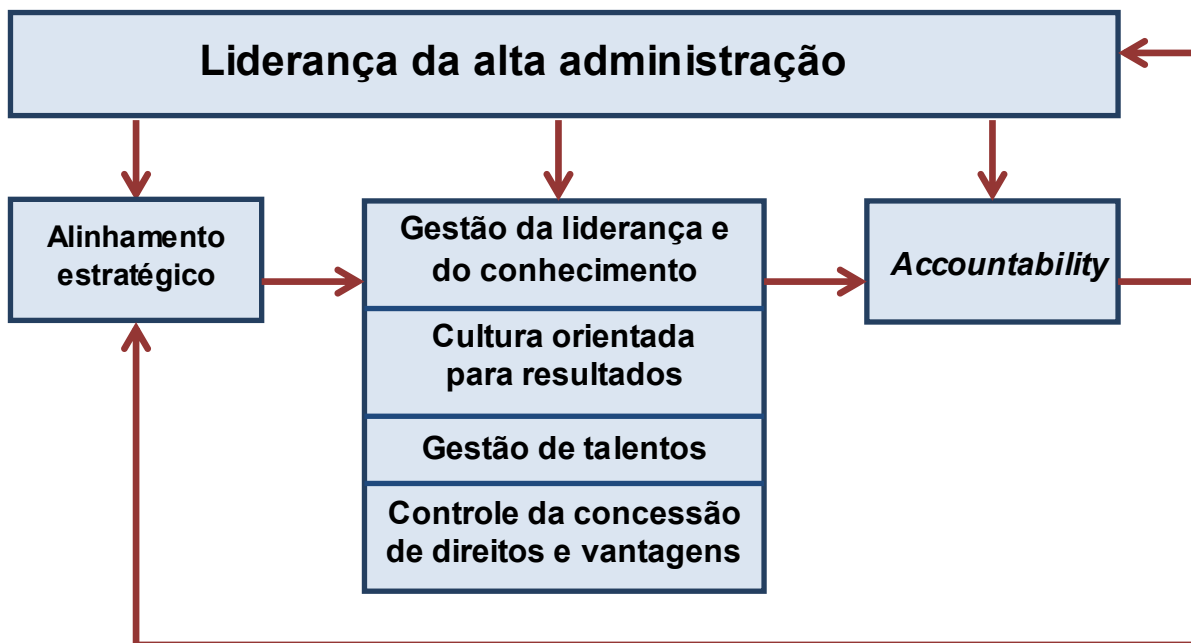 Liderança da alta administração
Alinhamento
estratégico
Gestão da liderança e
do conhecimento
Cultura orientada
para resultados
Gestão de talentos
Controle da concessão
de direitos e vantagens
Accountability